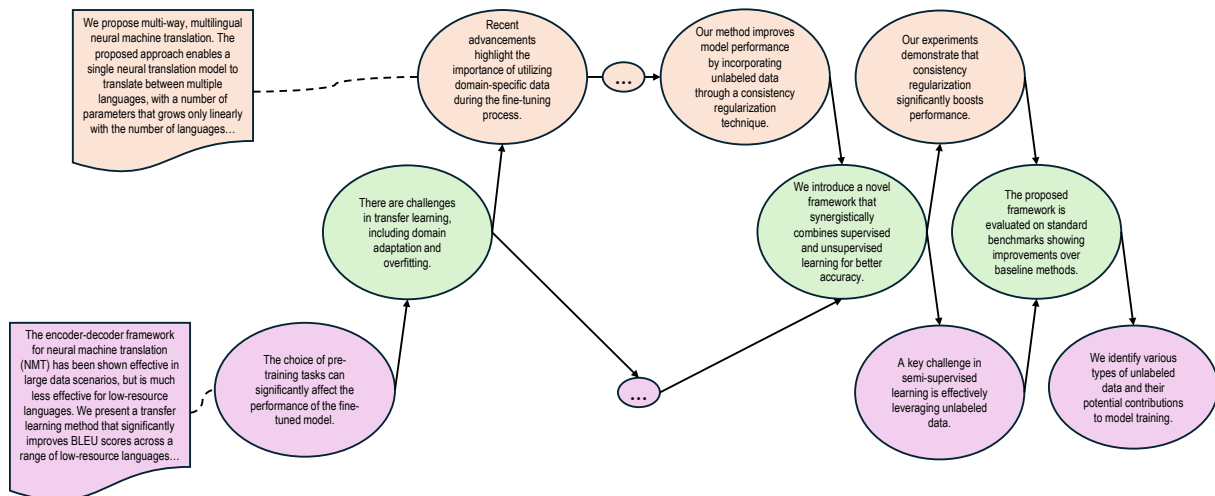 We propose multi-way, multilingual
neural machine translation. The
proposed approach enables a
single neural translation model to
translate between multiple
languages, with a number of
parameters that grows only linearly
with the number of languages…
Recent
advancements
highlight the
importance of utilizing
domain-specific data
during the fine-tuning
process.
…
Our method improves
model performance
by incorporating
unlabeled data
through a consistency
regularization
technique.
Our experiments
demonstrate that
consistency
regularization
significantly boosts
performance.
There are challenges
in transfer learning,
including domain
adaptation and
overfitting.
We introduce a novel
framework that
synergistically
combines supervised
and unsupervised
learning for better
accuracy.
The proposed
framework is
evaluated on standard
benchmarks showing
improvements over
baseline methods.
The encoder-decoder framework
for neural machine translation
(NMT) has been shown effective in
large data scenarios, but is much
less effective for low-resource
languages. We present a transfer
learning method that significantly
improves BLEU scores across a
range of low-resource languages…
The choice of pre-
training tasks can
significantly affect the
performance of the fine-
tuned model.
…
A key challenge in
semi-supervised
learning is effectively
leveraging unlabeled
data.
We identify various
types of unlabeled
data and their
potential contributions
to model training.